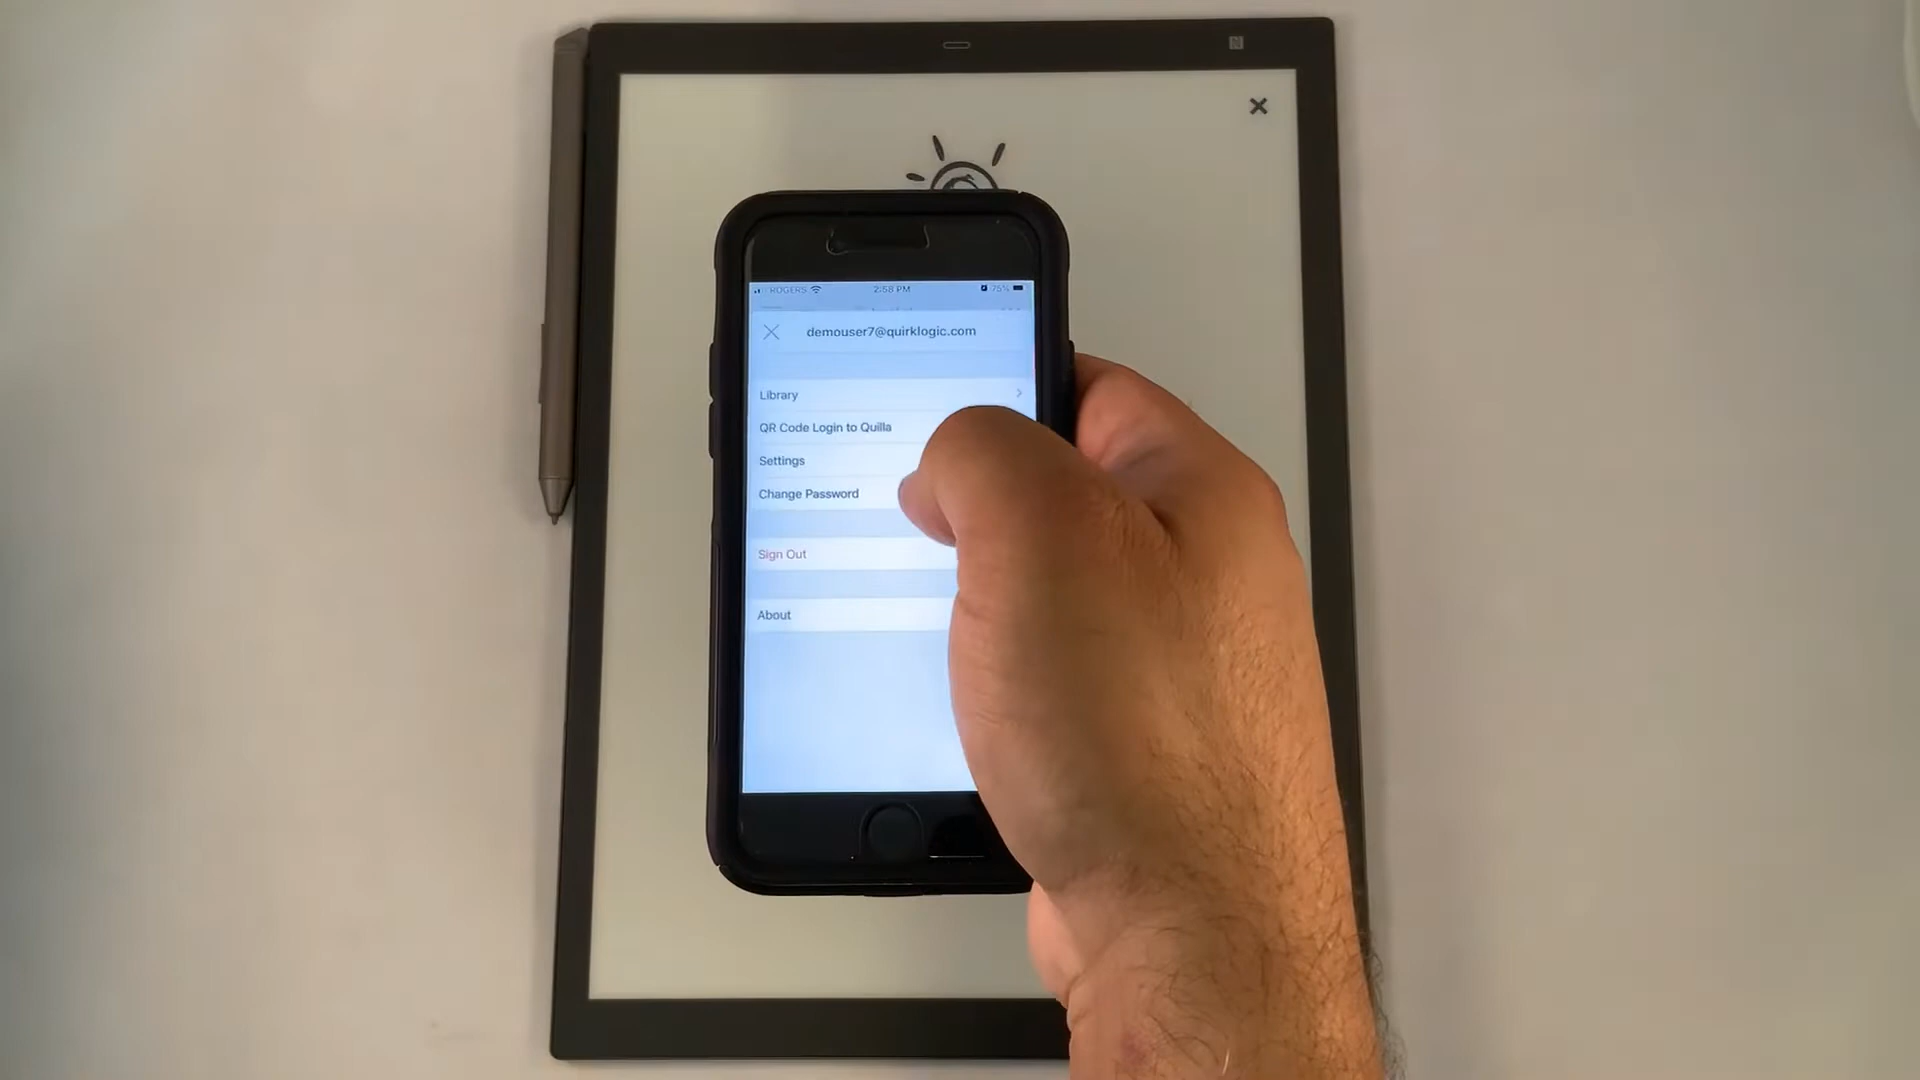 ROGERS 2:58 PM 75%
demouser7@quirklogic.com
Library
QR Code Login to Quilla
Settings
Change Password
Sign Out
About